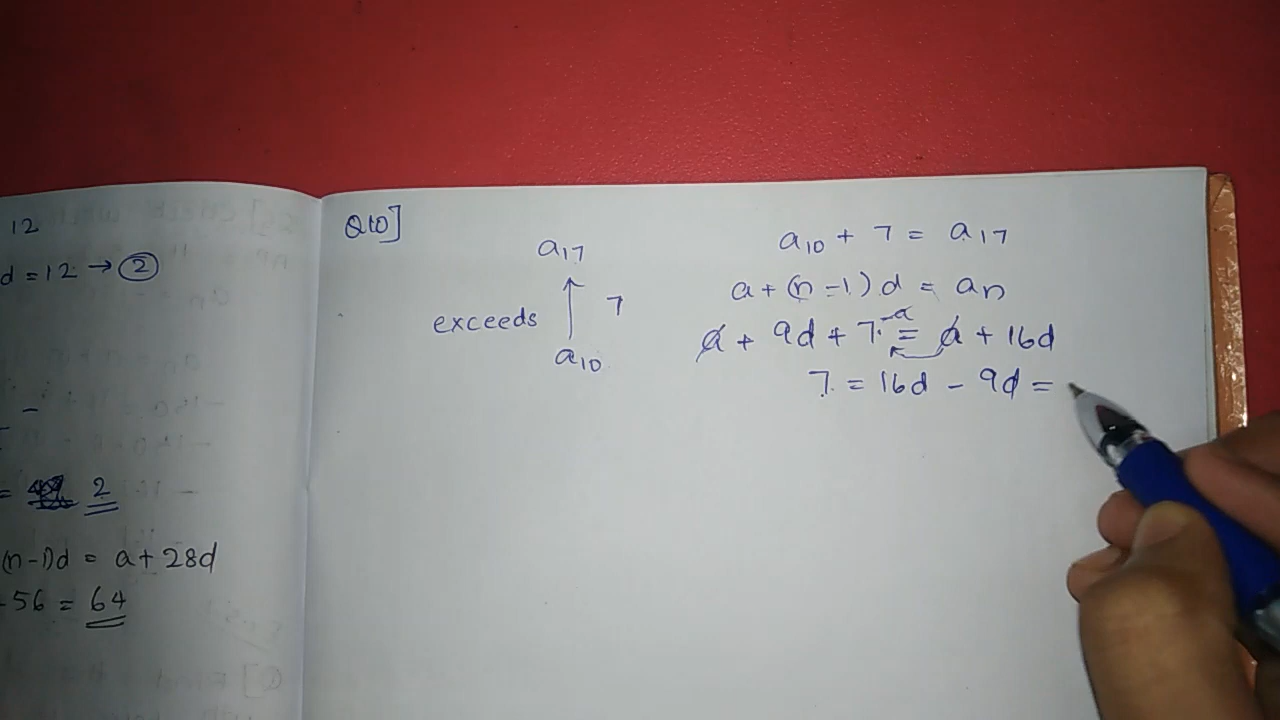 12
d = 12 → ②
= 2
(n-1)d = a + 28d
- 56 = 64
Q10]
a17
exceeds 7
a10
a10 + 7 = a17
a + (n-1)d = an
-a
a + 9d + 7 = a + 16d
7 = 16d - 9d =